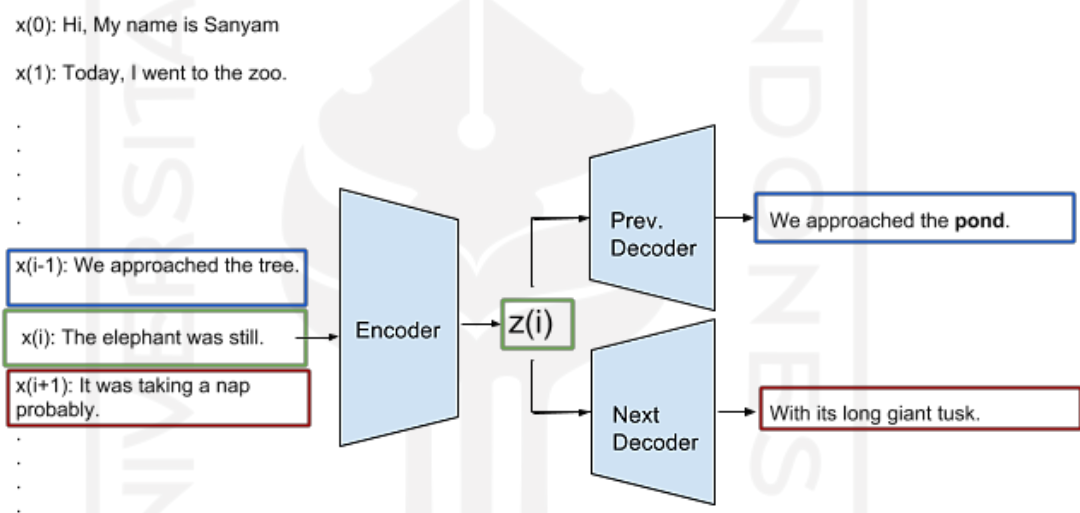 x(0): Hi, My name is Sanyam
x(1): Today, I went to the zoo.
.
.
.
.
.
x(i-1): We approached the tree.
x(i): The elephant was still.
x(i+1): It was taking a nap
probably.
.
.
.
.
Encoder
z(i)
Prev.
Decoder
We approached the pond.
Next
Decoder
With its long giant tusk.
UNIVERSITA
NDONES